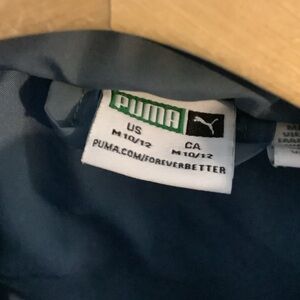 PUMA
US CA
M 10/12 M 10/12
PUMA.COM/FOREVERBETTER